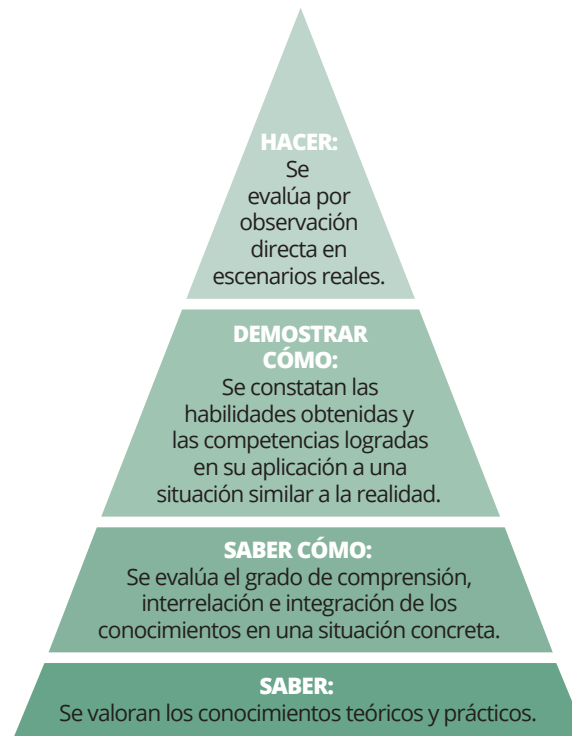 HACER:
Se
evalúa por
observación
directa en
escenarios reales.
DEMOSTRAR
CÓMO:
Se constatan las
habilidades obtenidas y
las competencias logradas
en su aplicación a una
situación similar a la realidad.
SABER CÓMO:
Se evalúa el grado de comprensión,
interrelación e integración de los
conocimientos en una situación concreta.
SABER:
Se valoran los conocimientos teóricos y prácticos.